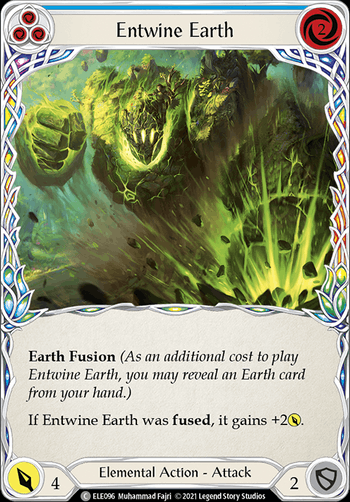 Entwine Earth
2
Earth Fusion (As an additional cost to play
Entwine Earth, you may reveal an Earth card
from your hand.)
If Entwine Earth was fused, it gains +2.
4
Elemental Action - Attack
2
C ELE096 Muhammad Fajri © 2021 Legend Story Studios